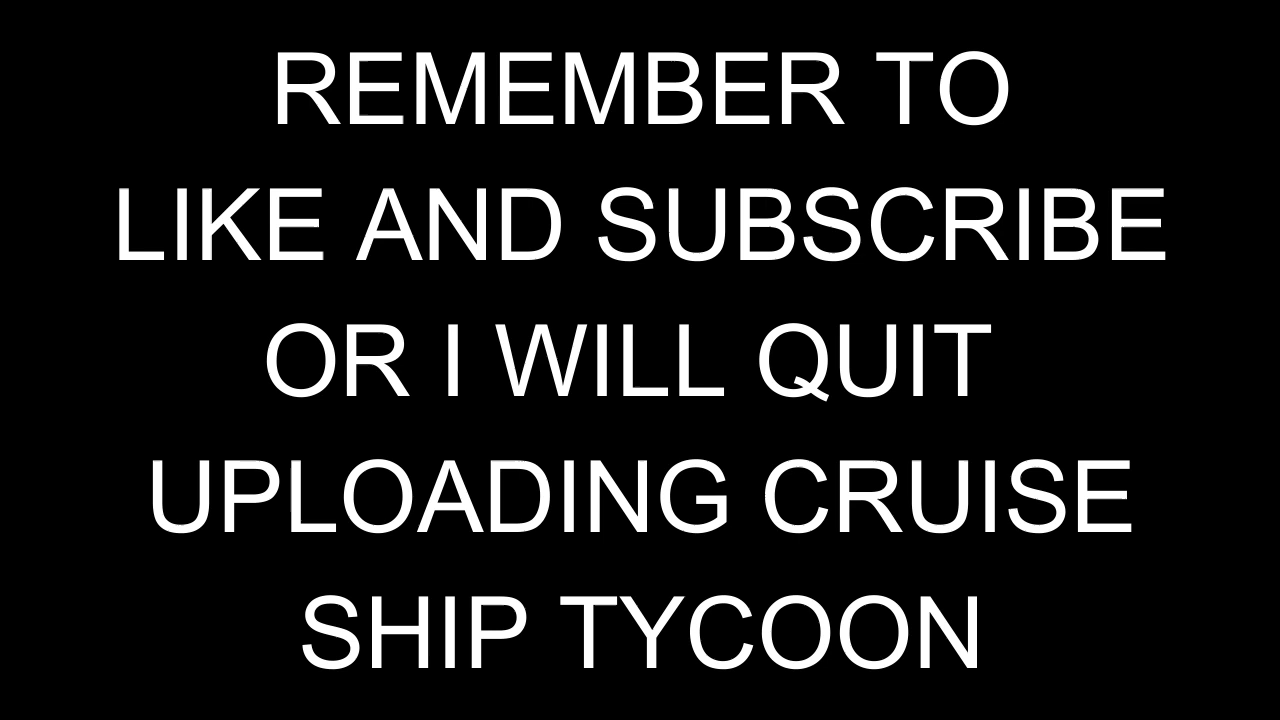 REMEMBER TO
LIKE AND SUBSCRIBE
OR I WILL QUIT
UPLOADING CRUISE
SHIP TYCOON